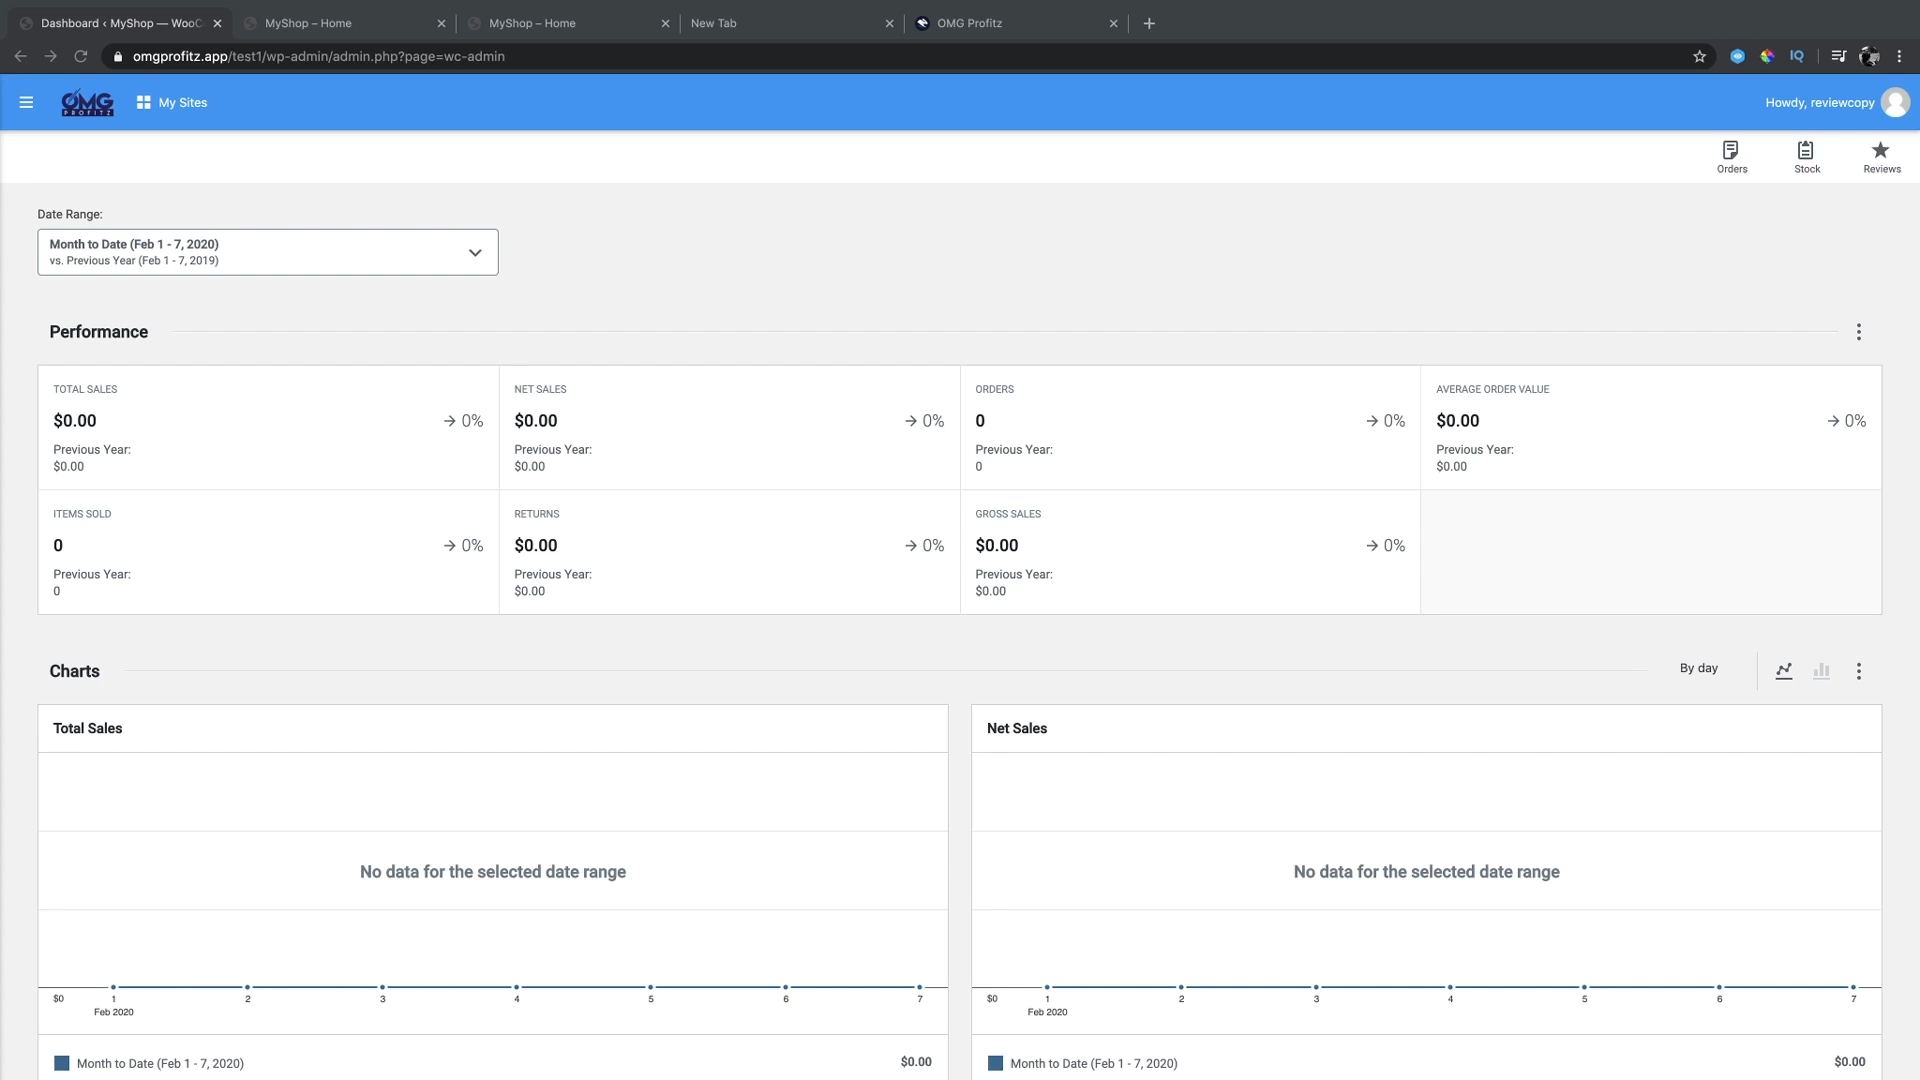 Dashboard ‹ MyShop — WooC
MyShop – Home
MyShop – Home
New Tab
OMG Profitz
omgprofitz.app/test1/wp-admin/admin.php?page=wc-admin
IQ
OMG
PROFITZ
My Sites
Howdy, reviewcopy
Orders
Stock
Reviews
Date Range:
Month to Date (Feb 1 - 7, 2020)
vs. Previous Year (Feb 1 - 7, 2019)
Performance
TOTAL SALES
$0.00
0%
Previous Year:
$0.00
NET SALES
$0.00
0%
Previous Year:
$0.00
ORDERS
0
0%
Previous Year:
0
AVERAGE ORDER VALUE
$0.00
0%
Previous Year:
$0.00
ITEMS SOLD
0
0%
Previous Year:
0
RETURNS
$0.00
0%
Previous Year:
$0.00
GROSS SALES
$0.00
0%
Previous Year:
$0.00
Charts
By day
Total Sales
No data for the selected date range
$0 1 2 3 4 5 6 7
Feb 2020
Month to Date (Feb 1 - 7, 2020) $0.00
Net Sales
No data for the selected date range
$0 1 2 3 4 5 6 7
Feb 2020
Month to Date (Feb 1 - 7, 2020) $0.00